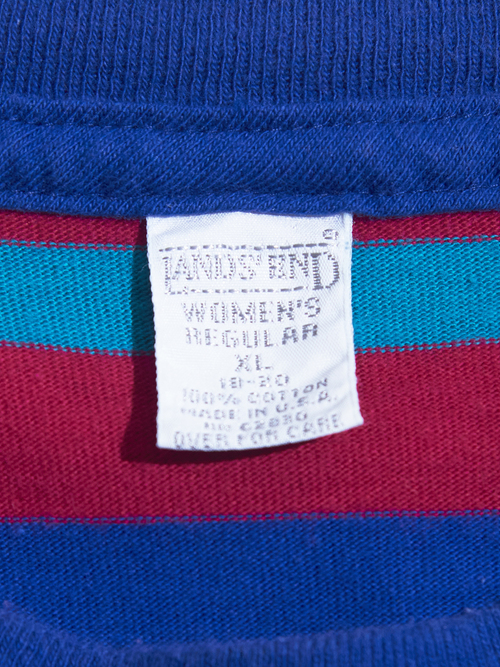 LANDS' END
WOMEN'S
REGULAR
XL
18-20
100% COTTON
MADE IN U.S.A.
OVER FOR CARE